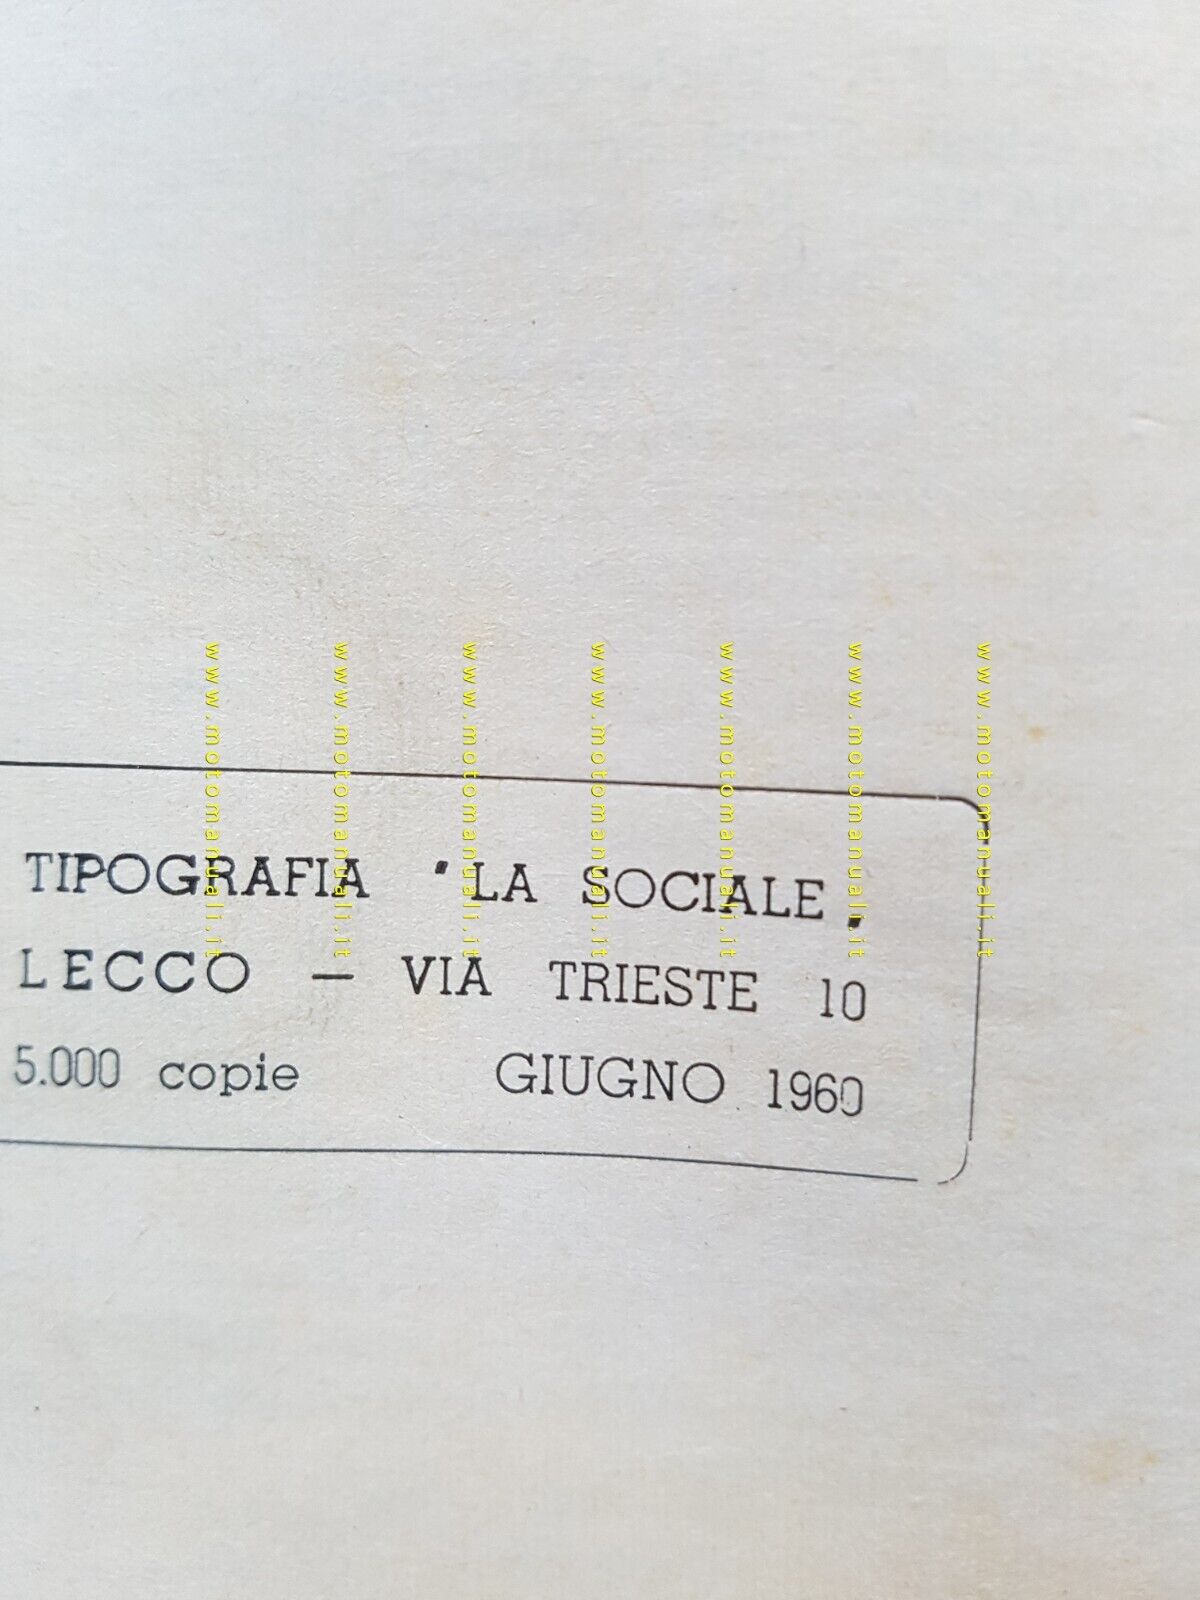 www.motomanuali.it www.motomanuali.it www.motomanuali.it www.motomanuali.it www.motomanuali.it www.motomanuali.it www.motomanuali.it
TIPOGRAFIA "LA SOCIALE„
LECCO — VIA TRIESTE 10
5.000 copie GIUGNO 1960